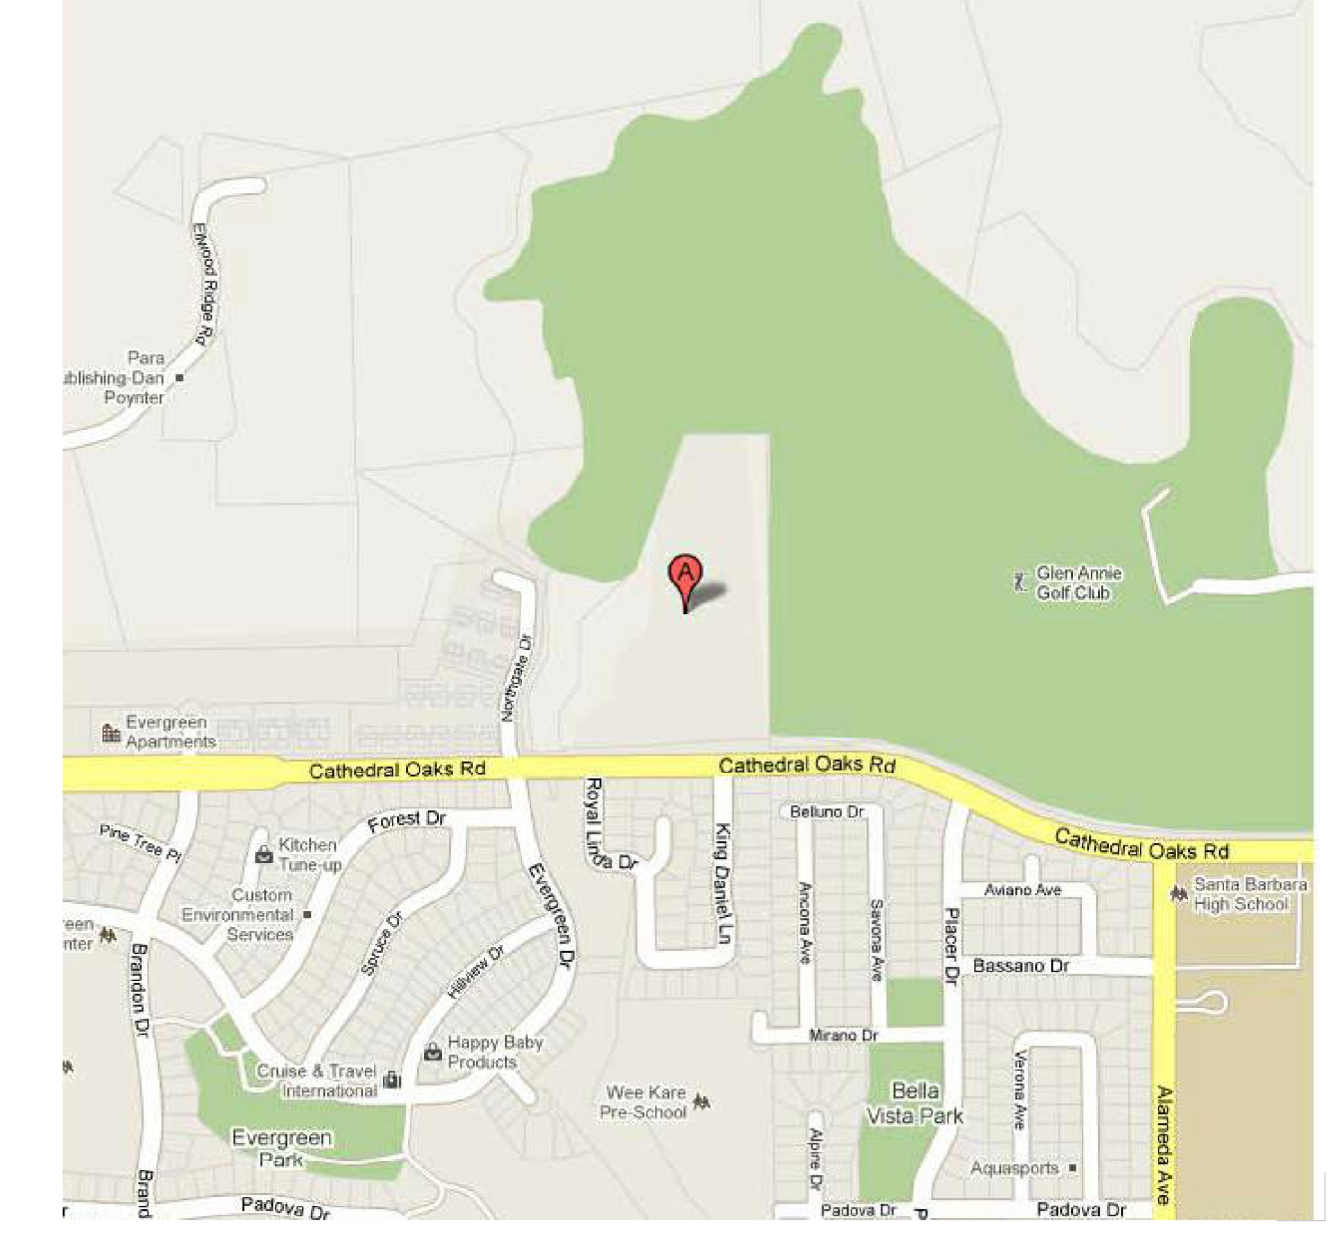 Ellwood Ridge Rd
Para
ublishing-Dan
Poynter
A
Glen Annie
Golf Club
Northgate Dr
Evergreen
Apartments
Cathedral Oaks Rd
Cathedral Oaks Rd
Cathedral Oaks Rd
Royal Linda Dr
King Daniel Ln
Belluno Dr
Forest Dr
Pine Tree Pl
Kitchen
Tune-up
Custom
Environmental
Services
Evergreen Dr
Spruce Dr
Hillview Dr
Ancona Ave
Savona Ave
Placer Dr
Aviano Ave
Santa Barbara
High School
Bassano Dr
een
nter
Brandon Dr
Mirano Dr
Happy Baby
Products
Cruise & Travel
International
Wee Kare
Pre-School
Bella
Vista Park
Verona Ave
Alameda Ave
Evergreen
Park
Alpine Dr
Aquasports
Brand
r
Padova Dr
Padova Dr
P
Padova Dr